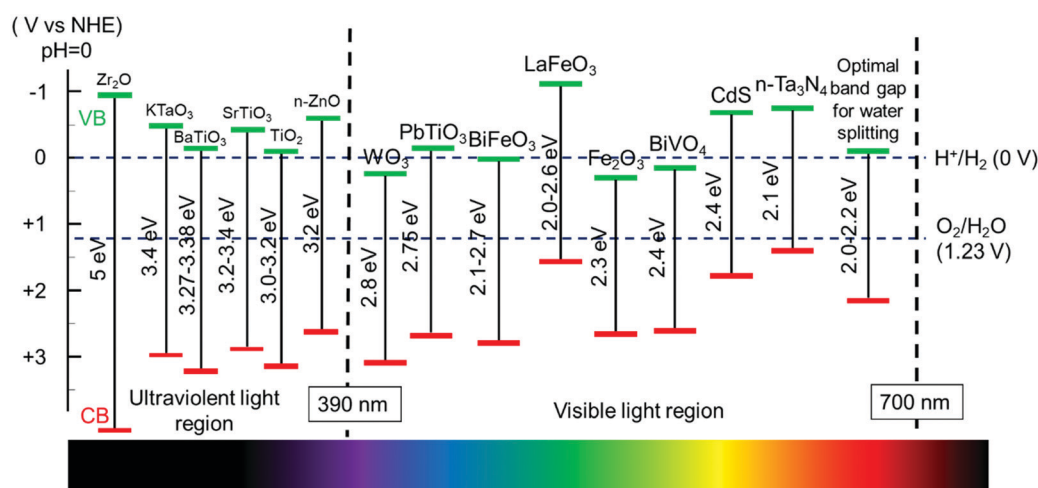 ( V vs NHE)
pH=0
-1
0
+1
+2
+3
VB
CB
Zr₂O
5 eV
KTaO₃
3.4 eV
BaTiO₃
3.27-3.38 eV
SrTiO₃
3.2-3.4 eV
TiO₂
3.0-3.2 eV
n-ZnO
3.2 eV
WO₃
2.8 eV
PbTiO₃
2.75 eV
BiFeO₃
2.1-2.7 eV
LaFeO₃
2.0-2.6 eV
Fe₂O₃
2.3 eV
BiVO₄
2.4 eV
CdS
2.4 eV
n-Ta₃N₄
2.1 eV
Optimal
band gap
for water
splitting
2.0-2.2 eV
H⁺/H₂ (0 V)
O₂/H₂O
(1.23 V)
Ultraviolent light
region
390 nm
Visible light region
700 nm